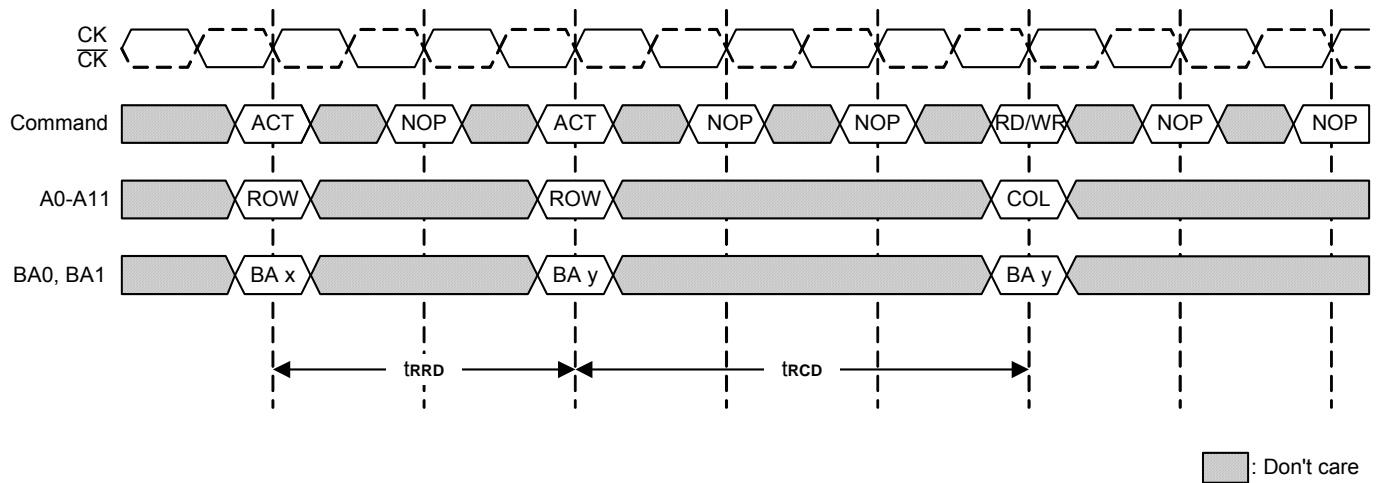 CK
CK
Command ACT NOP ACT NOP NOP RD/WR NOP NOP
A0-A11 ROW ROW COL
BA0, BA1 BA x BA y BA y
tRRD tRCD
: Don't care